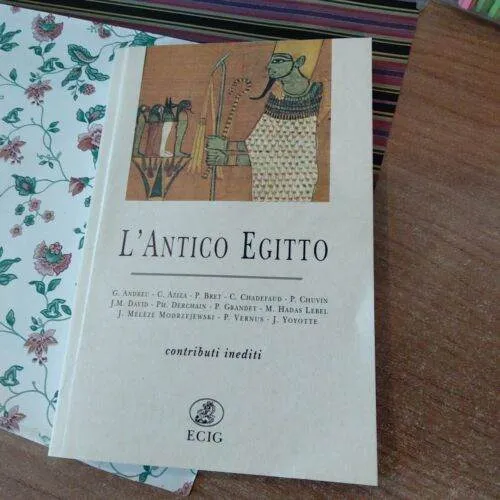 L'ANTICO EGITTO
G. ANDREU - C. AZIZA - P. BRET - C. CHADEFAUD - P. CHUVIN
J.M. DAVID - PH. DERCHAIN - P. GRANDET - M. HADAS LEBEL
J. MELÈZE MODRZEJEWSKI - P. VERNUS - J. YOYOTTE
contributi inediti
ECIG